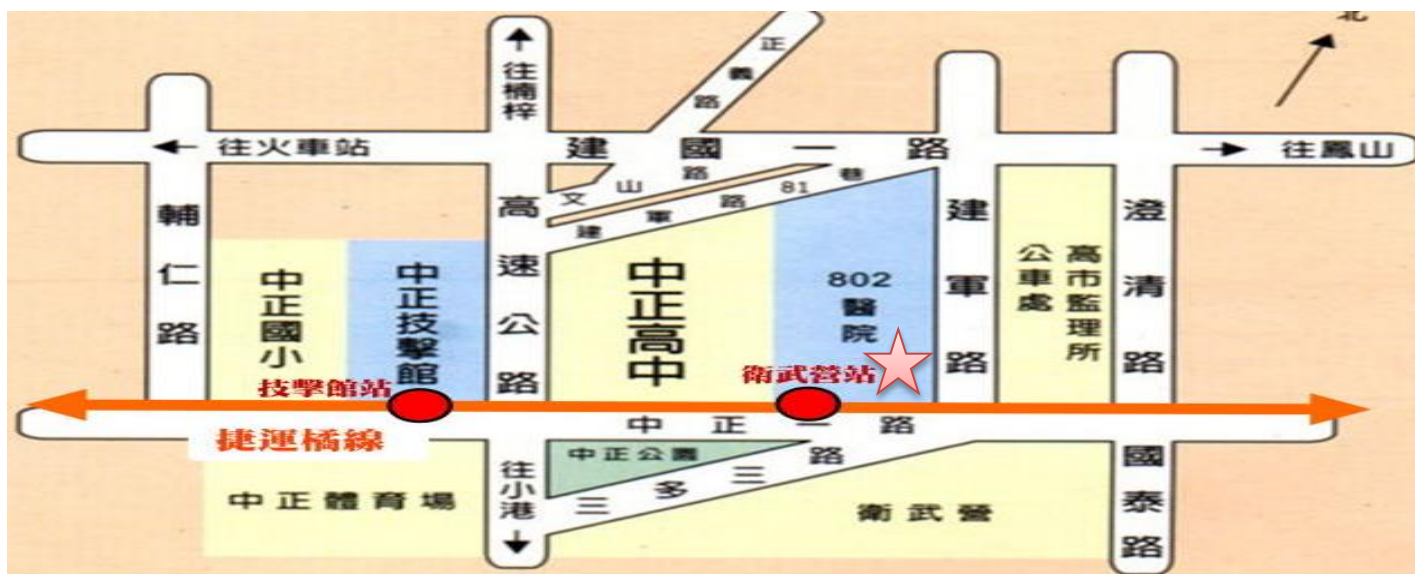 北
往楠梓
正義路
往火車站
建國一路
往鳳山
文山路
建軍路81巷
輔仁路
高速公路
建軍路
澄清路
中正國小
中正技擊館
中正高中
802醫院
高市監理所
公車處
技擊館站
衛武營站
中正一路
捷運橘線
中正公園
三多三路
往小港
中正體育場
衛武營
國泰路